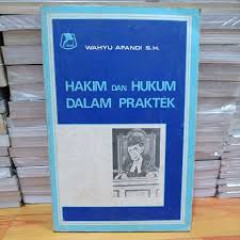 WAHYU AFANDI S.H.
HAKIM DAN HUKUM
DALAM PRAKTEK